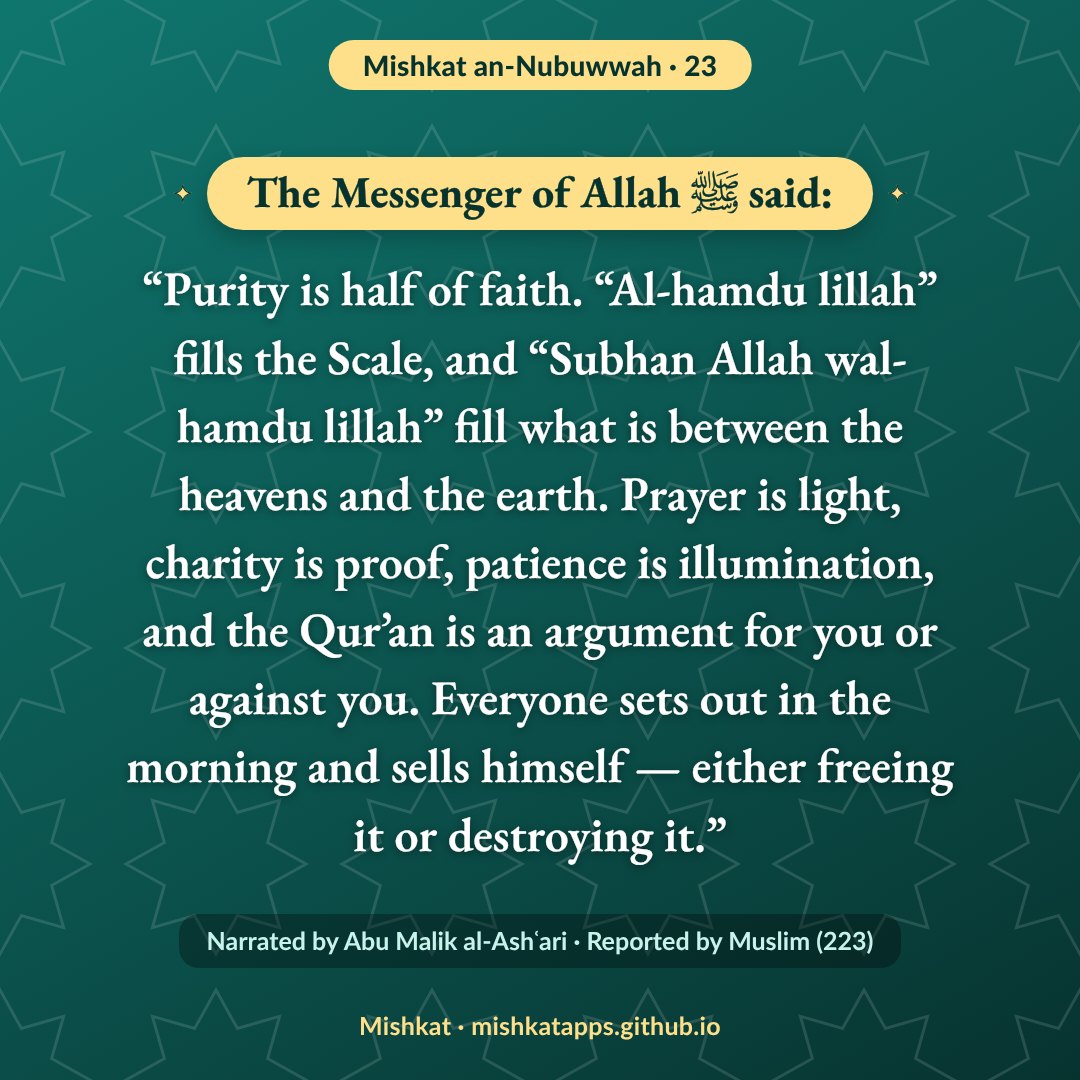 Mishkat an-Nubuwwah · 23
The Messenger of Allah ﷺ said:
“Purity is half of faith. “Al-hamdu lillah”
fills the Scale, and “Subhan Allah wal-
hamdu lillah” fill what is between the
heavens and the earth. Prayer is light,
charity is proof, patience is illumination,
and the Qur’an is an argument for you or
against you. Everyone sets out in the
morning and sells himself — either freeing
it or destroying it.”
Narrated by Abu Malik al-Ashʿari · Reported by Muslim (223)
Mishkat · mishkatapps.github.io